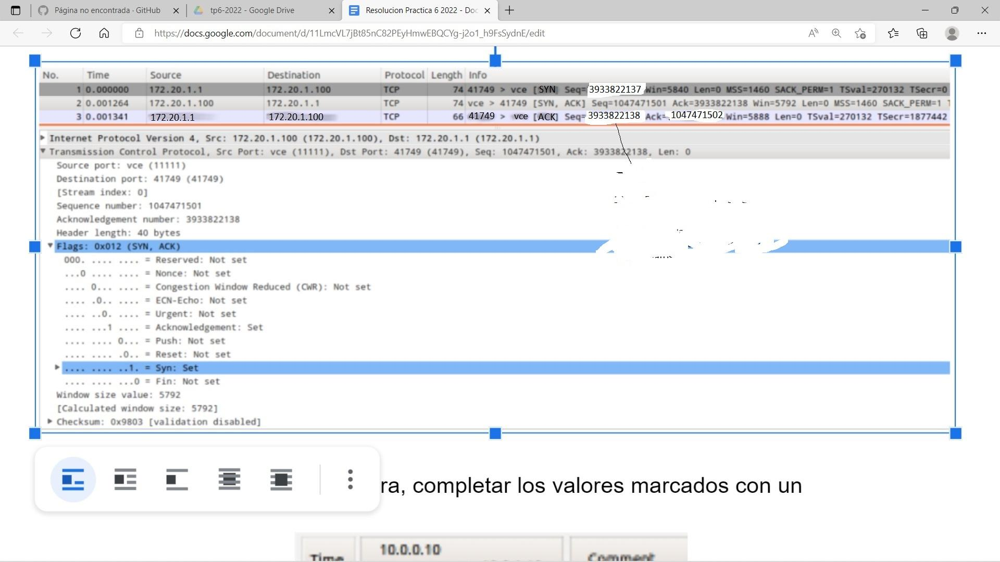 Página no encontrada · GitHub
tp6-2022 - Google Drive
Resolucion Practica 6 2022 - Doc
https://docs.google.com/document/d/11LmcVL7jBt85nC82PEyHmwEBQCYg-j2o1_h9FsSydnE/edit
No. Time Source Destination Protocol Length Info
1 0.000000 172.20.1.1 172.20.1.100 TCP 74 41749 > vce [SYN] Seq=3933822137 Win=5840 Len=0 MSS=1460 SACK_PERM=1 TSval=270132 TSecr=0
2 0.001264 172.20.1.100 172.20.1.1 TCP 74 vce > 41749 [SYN, ACK] Seq=1047471501 Ack=3933822138 Win=5792 Len=0 MSS=1460 SACK_PERM=1 T
3 0.001341 172.20.1.1 172.20.1.100 TCP 66 41749 > vce [ACK] Seq=3933822138 Ack=1047471502 Win=5888 Len=0 TSval=270132 TSecr=1877442
Internet Protocol Version 4, Src: 172.20.1.100 (172.20.1.100), Dst: 172.20.1.1 (172.20.1.1)
Transmission Control Protocol, Src Port: vce (11111), Dst Port: 41749 (41749), Seq: 1047471501, Ack: 3933822138, Len: 0
Source port: vce (11111)
Destination port: 41749 (41749)
[Stream index: 0]
Sequence number: 1047471501
Acknowledgement number: 3933822138
Header length: 40 bytes
Flags: 0x012 (SYN, ACK)
000. .... .... = Reserved: Not set
...0 .... .... = Nonce: Not set
.... 0... .... = Congestion Window Reduced (CWR): Not set
.... .0.. .... = ECN-Echo: Not set
.... ..0. .... = Urgent: Not set
.... ...1 .... = Acknowledgement: Set
.... .... 0... = Push: Not set
.... .... .0.. = Reset: Not set
.... .... ..1. = Syn: Set
.... .... ...0 = Fin: Not set
Window size value: 5792
[Calculated window size: 5792]
Checksum: 0x9803 [validation disabled]
ra, completar los valores marcados con un
10.0.0.10
Time Comment